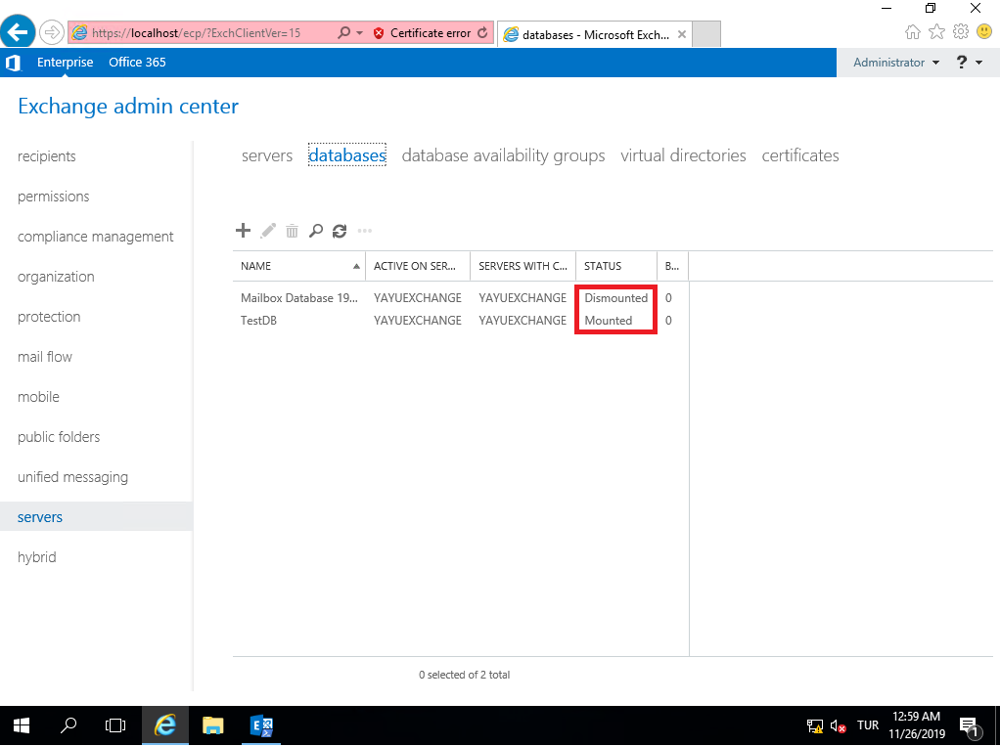 https://localhost/ecp/?ExchClientVer=15 Certificate error databases - Microsoft Exch...
Enterprise Office 365 Administrator ?
Exchange admin center
recipients
permissions
compliance management
organization
protection
mail flow
mobile
public folders
unified messaging
servers
hybrid
servers databases database availability groups virtual directories certificates
NAME ACTIVE ON SER... SERVERS WITH C... STATUS B...
Mailbox Database 19... YAYUEXCHANGE YAYUEXCHANGE Dismounted 0
TestDB YAYUEXCHANGE YAYUEXCHANGE Mounted 0
0 selected of 2 total
TUR 12:59 AM
11/26/2019 1